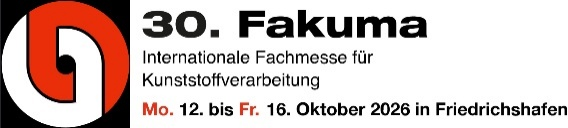 30. Fakuma
Internationale Fachmesse für
Kunststoffverarbeitung
Mo. 12. bis Fr. 16. Oktober 2026 in Friedrichshafen